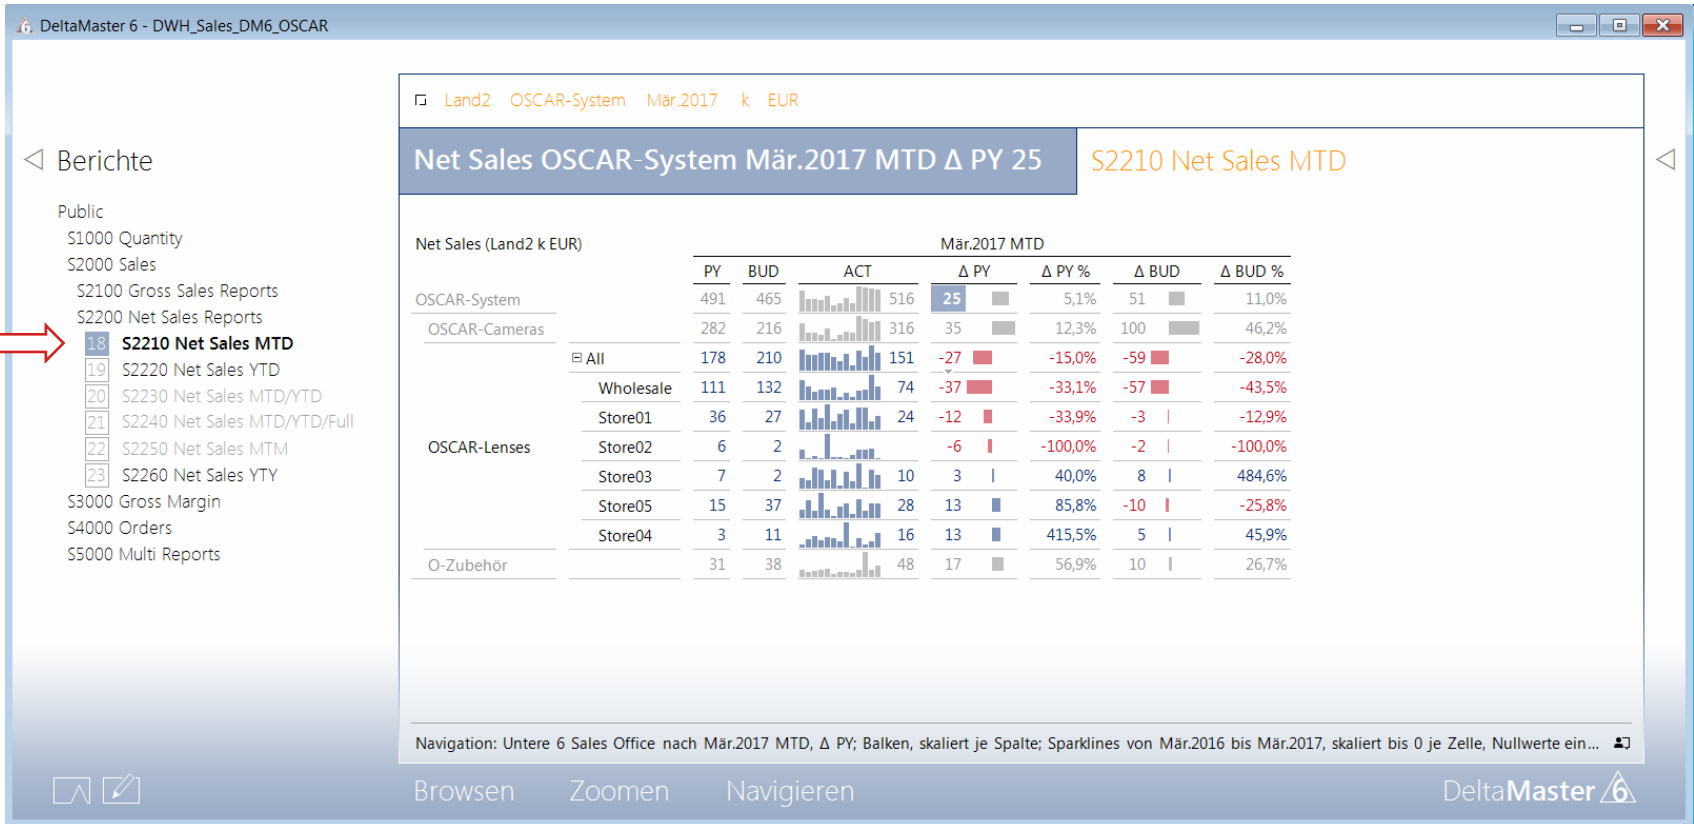 DeltaMaster 6 - DWH_Sales_DM6_OSCAR
Land2 OSCAR-System Mär.2017 k EUR
Berichte
Net Sales OSCAR-System Mär.2017 MTD Δ PY 25
S2210 Net Sales MTD
Public
S1000 Quantity
S2000 Sales
S2100 Gross Sales Reports
S2200 Net Sales Reports
18 S2210 Net Sales MTD
19 S2220 Net Sales YTD
20 S2230 Net Sales MTD/YTD
21 S2240 Net Sales MTD/YTD/Full
22 S2250 Net Sales MTM
23 S2260 Net Sales YTY
S3000 Gross Margin
S4000 Orders
S5000 Multi Reports
Net Sales (Land2 k EUR) Mär.2017 MTD
PY BUD ACT Δ PY Δ PY % Δ BUD Δ BUD %
OSCAR-System 491 465 516 25 5,1% 51 11,0%
OSCAR-Cameras 282 216 316 35 12,3% 100 46,2%
All 178 210 151 -27 -15,0% -59 -28,0%
Wholesale 111 132 74 -37 -33,1% -57 -43,5%
Store01 36 27 24 -12 -33,9% -3 -12,9%
OSCAR-Lenses Store02 6 2 -6 -100,0% -2 -100,0%
Store03 7 2 10 3 40,0% 8 484,6%
Store05 15 37 28 13 85,8% -10 -25,8%
Store04 3 11 16 13 415,5% 5 45,9%
O-Zubehör 31 38 48 17 56,9% 10 26,7%
Navigation: Untere 6 Sales Office nach Mär.2017 MTD, Δ PY; Balken, skaliert je Spalte; Sparklines von Mär.2016 bis Mär.2017, skaliert bis 0 je Zelle, Nullwerte ein...
Browsen Zoomen Navigieren
DeltaMaster 6